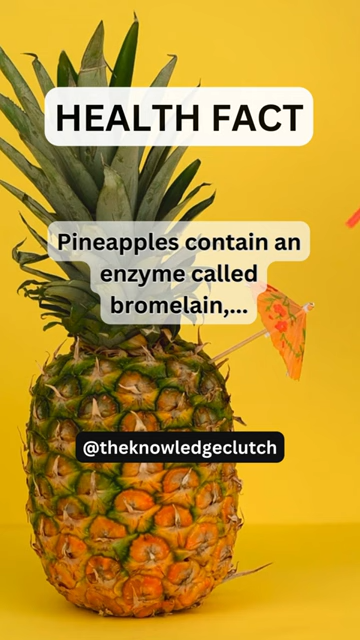 HEALTH FACT
Pineapples contain an
enzyme called
bromelain,...
@theknowledgeclutch